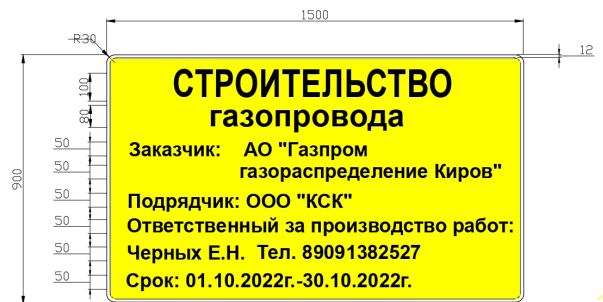 1500
R30
12
100
80
900
50
50
50
50
50
50
СТРОИТЕЛЬСТВО
газопровода
Заказчик: АО "Газпром
газораспределение Киров"
Подрядчик: ООО "КСК"
Ответственный за производство работ:
Черных Е.Н. Тел. 89091382527
Срок: 01.10.2022г.-30.10.2022г.